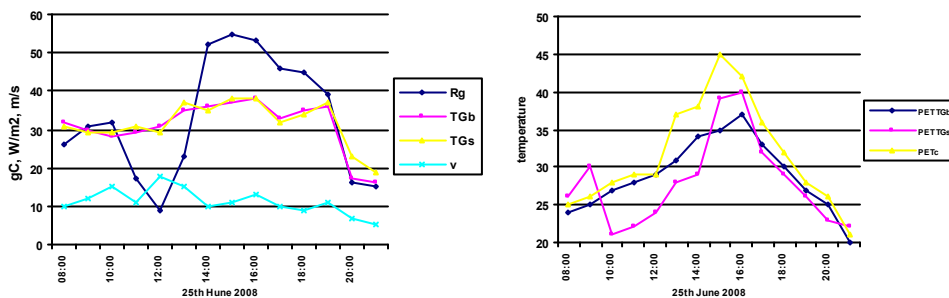 gC, W/m2, m/s
60
50
40
30
20
10
0
08:00
10:00
12:00
14:00
16:00
18:00
20:00
25th Hune 2008
Rg
TGb
TGs
v
temperature
50
45
40
35
30
25
20
08:00
10:00
12:00
14:00
16:00
18:00
20:00
25th June 2008
PETTGb
PETTGs
PETc